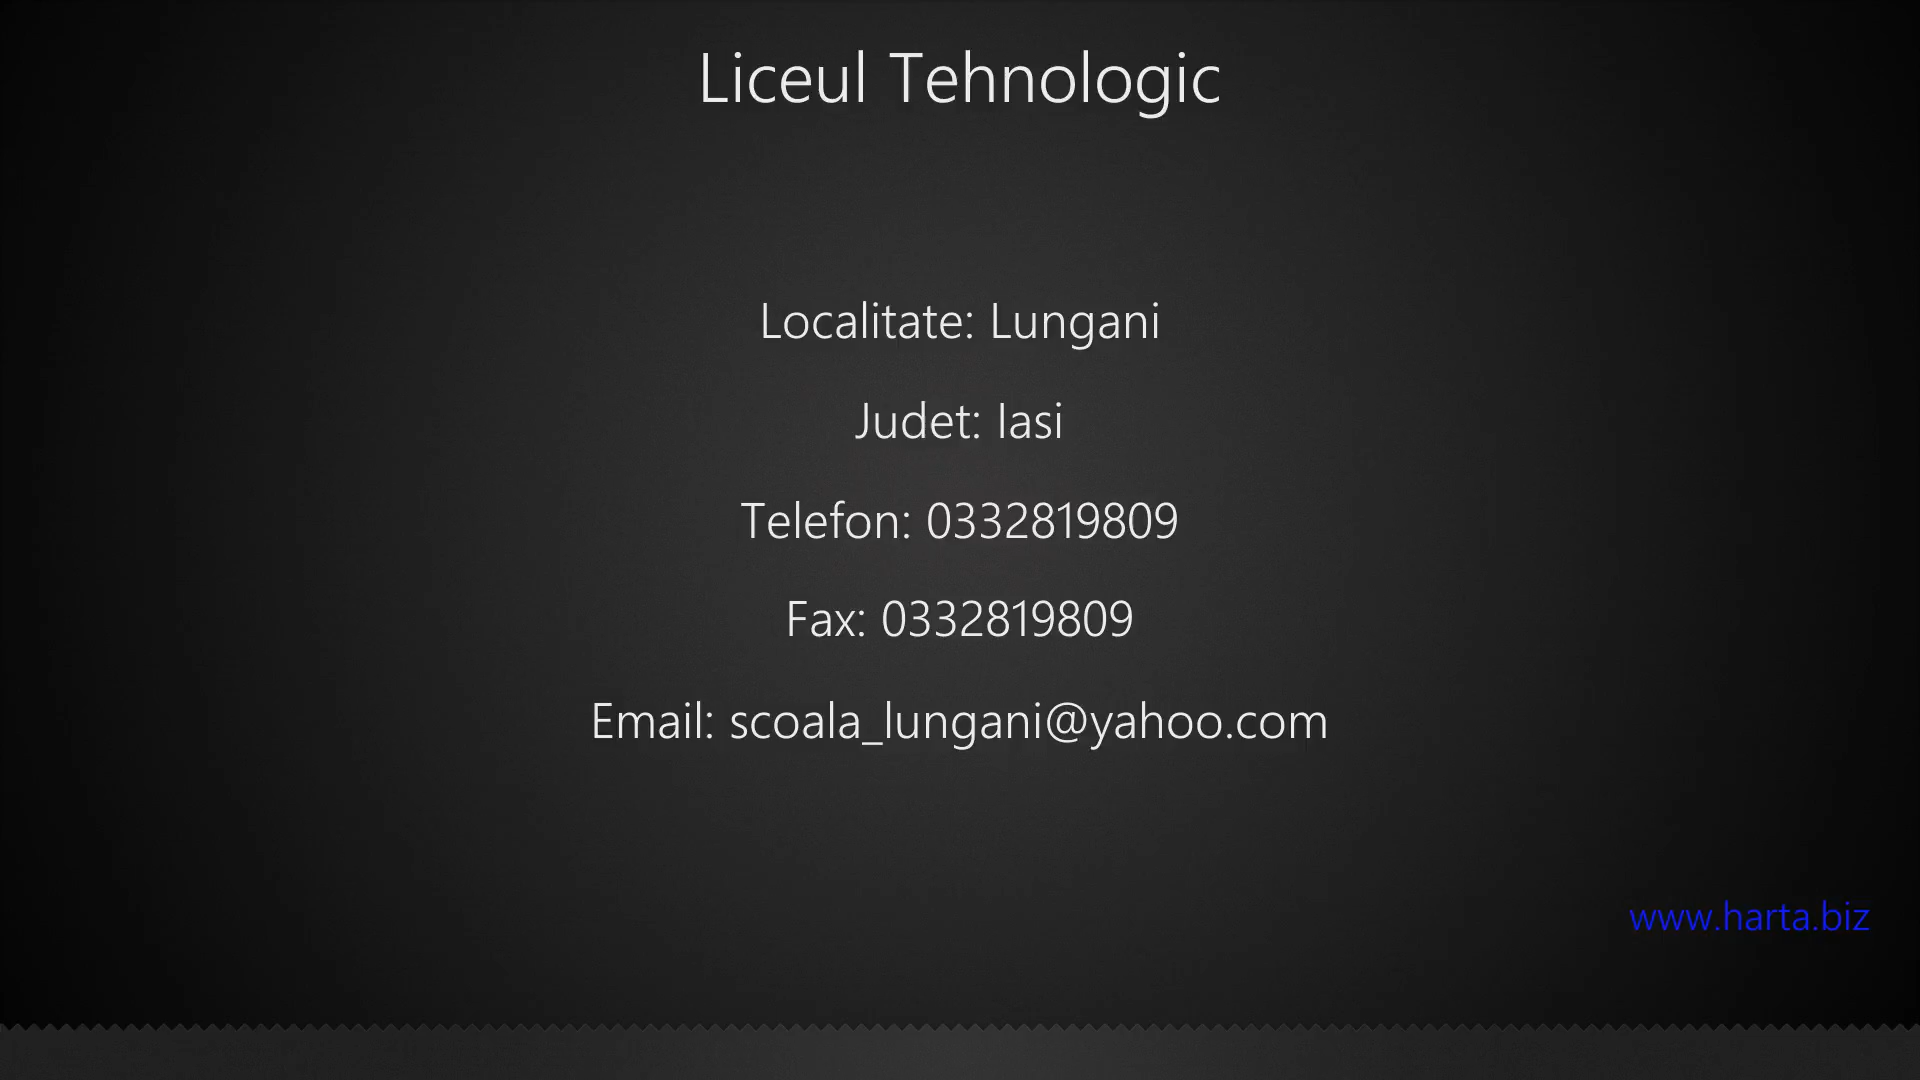 Liceul Tehnologic
Localitate: Lungani
Judet: Iasi
Telefon: 0332819809
Fax: 0332819809
Email: scoala_lungani@yahoo.com
www.harta.biz